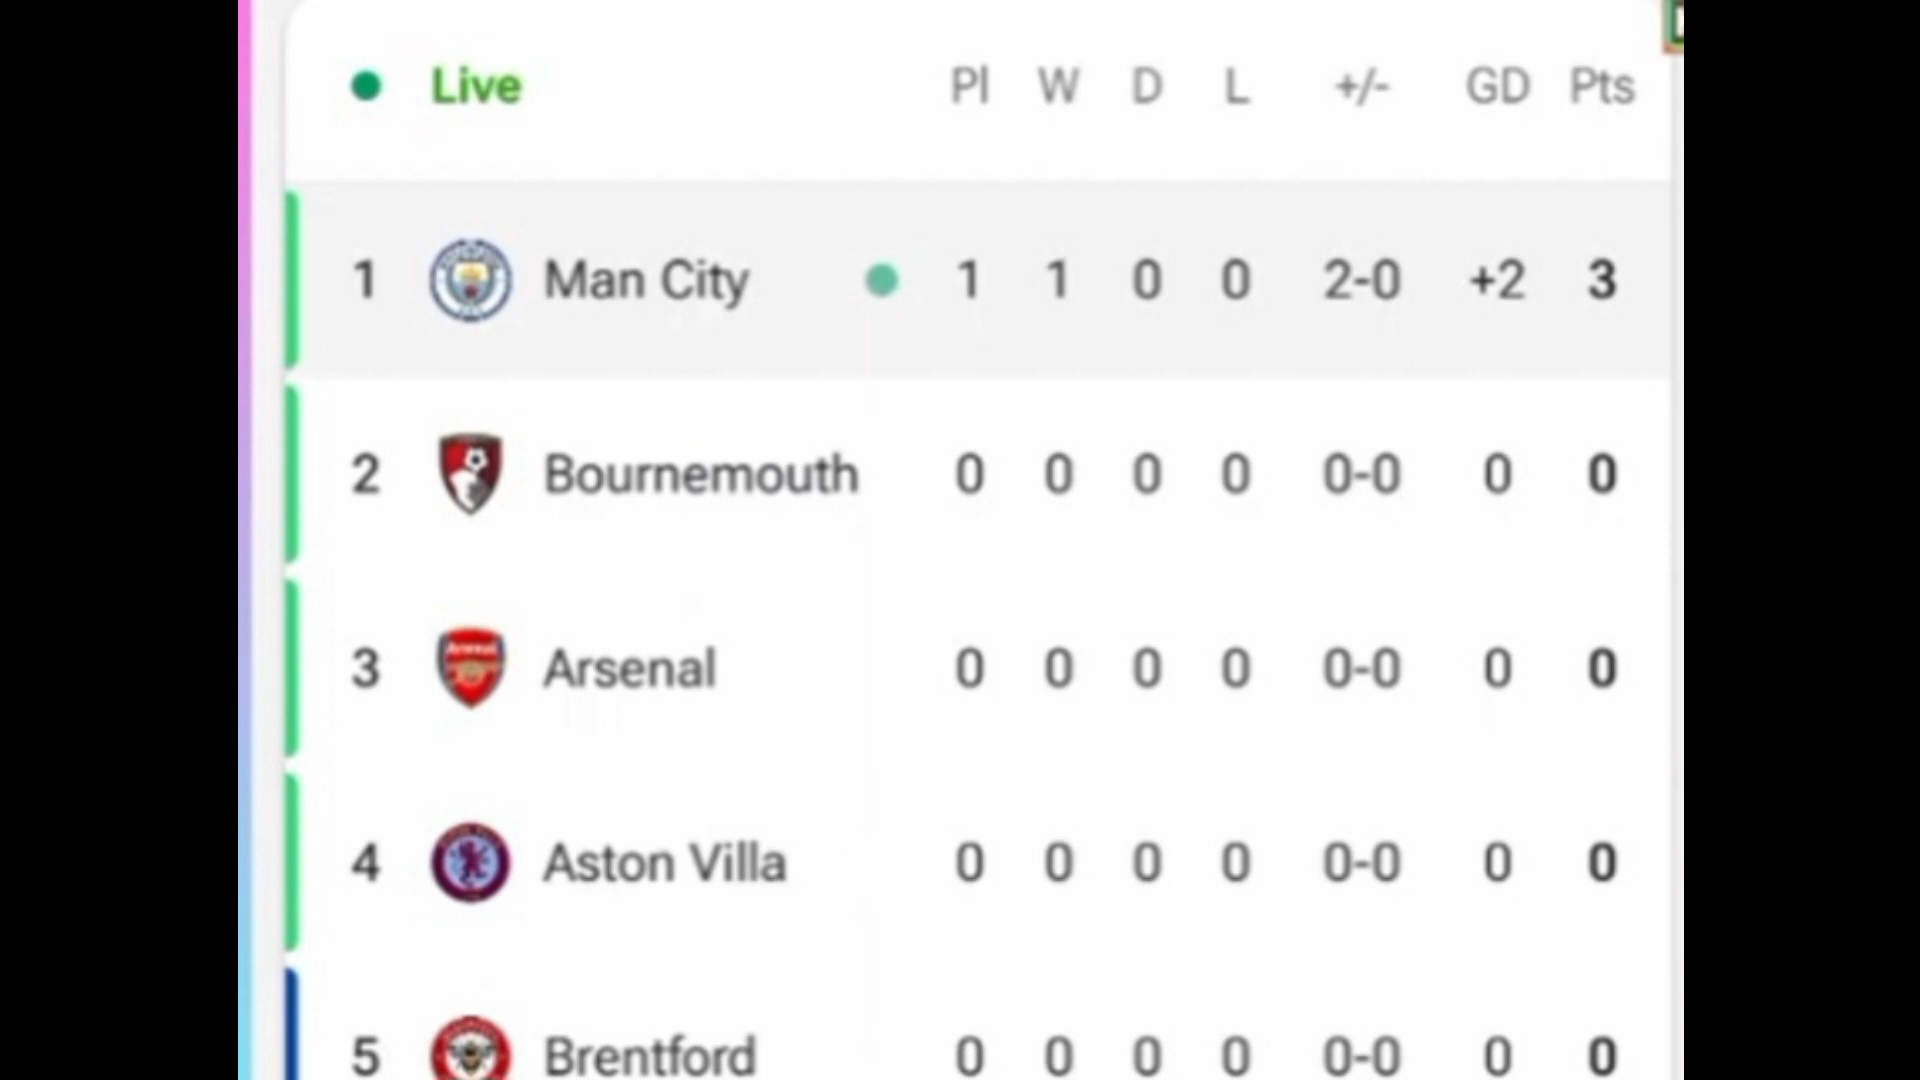 Live Pl W D L +/- GD Pts
1 Man City 1 1 0 0 2-0 +2 3
2 Bournemouth 0 0 0 0 0-0 0 0
3 Arsenal 0 0 0 0 0-0 0 0
4 Aston Villa 0 0 0 0 0-0 0 0
5 Brentford 0 0 0 0 0-0 0 0